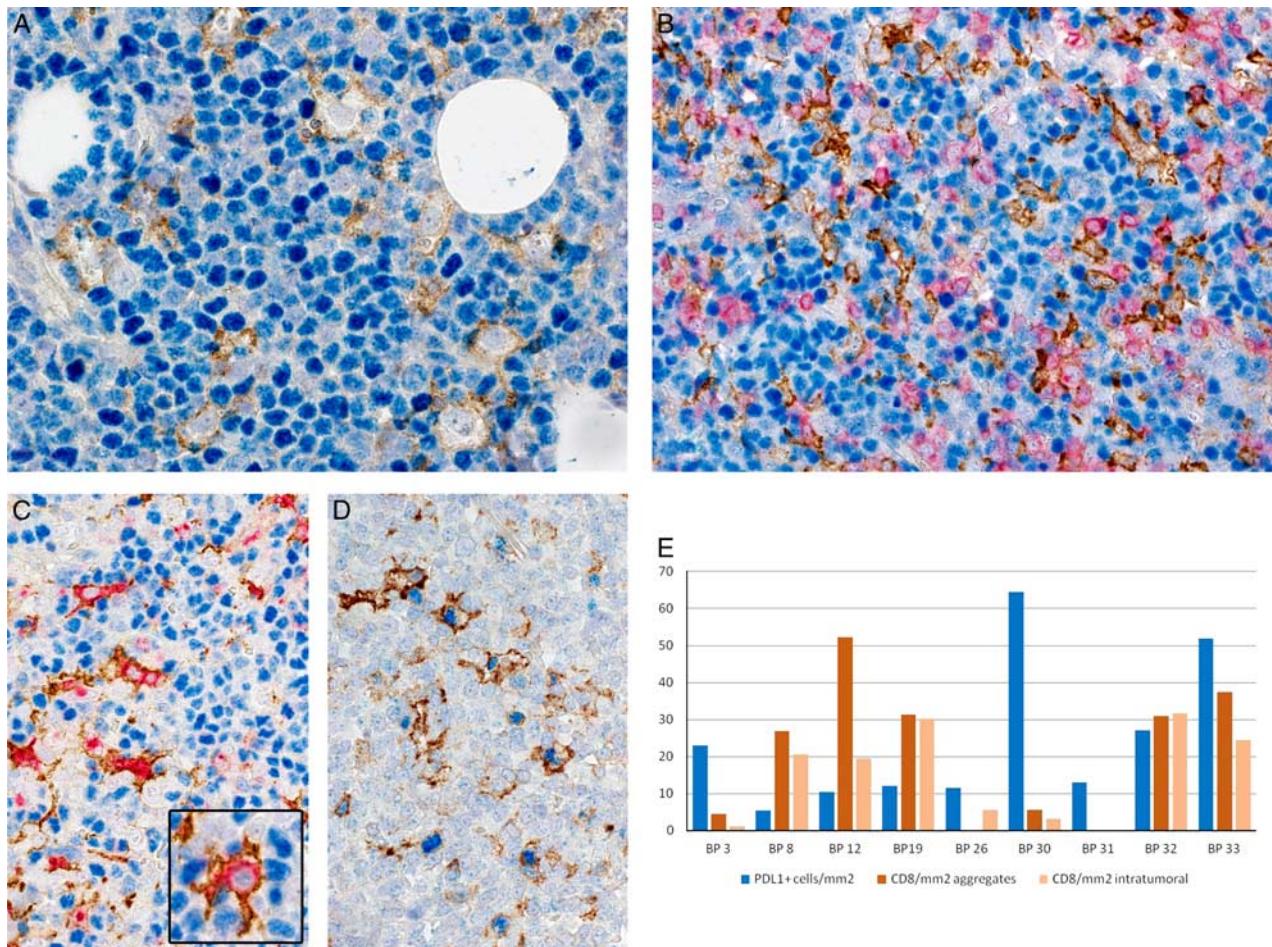 A
B
C
D
E
70
60
50
40
30
20
10
0
BP 3 BP 8 BP 12 BP19 BP 26 BP 30 BP 31 BP 32 BP 33
PDL1+ cells/mm2 CD8/mm2 aggregates CD8/mm2 intratumoral